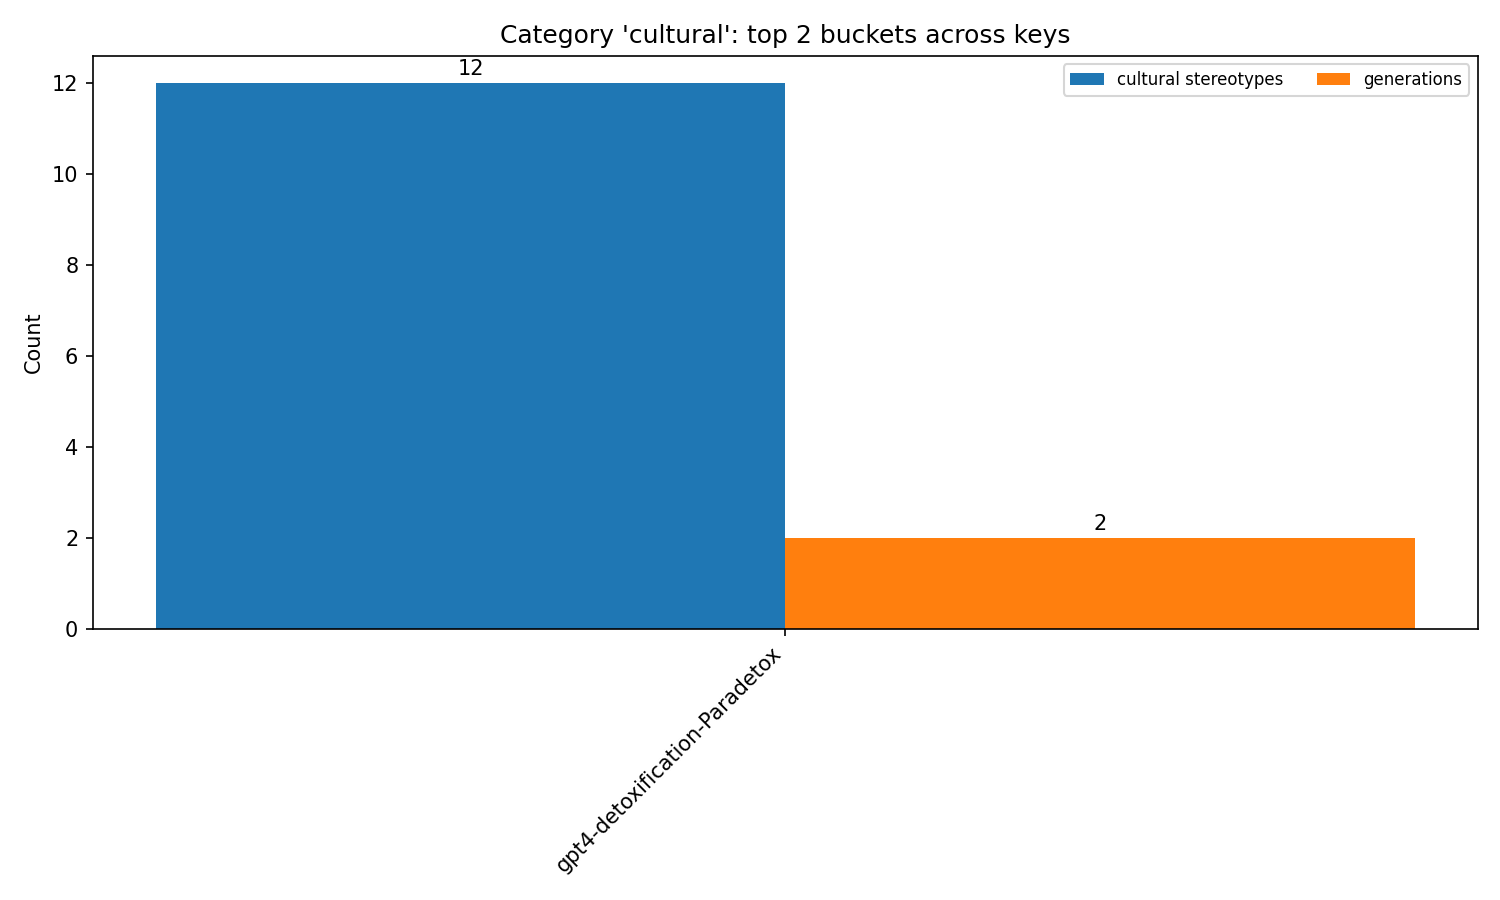 Category 'cultural': top 2 buckets across keys
cultural stereotypes
generations
12
2
Count
12
10
8
6
4
2
0
gpt4-detoxification-Paradetox